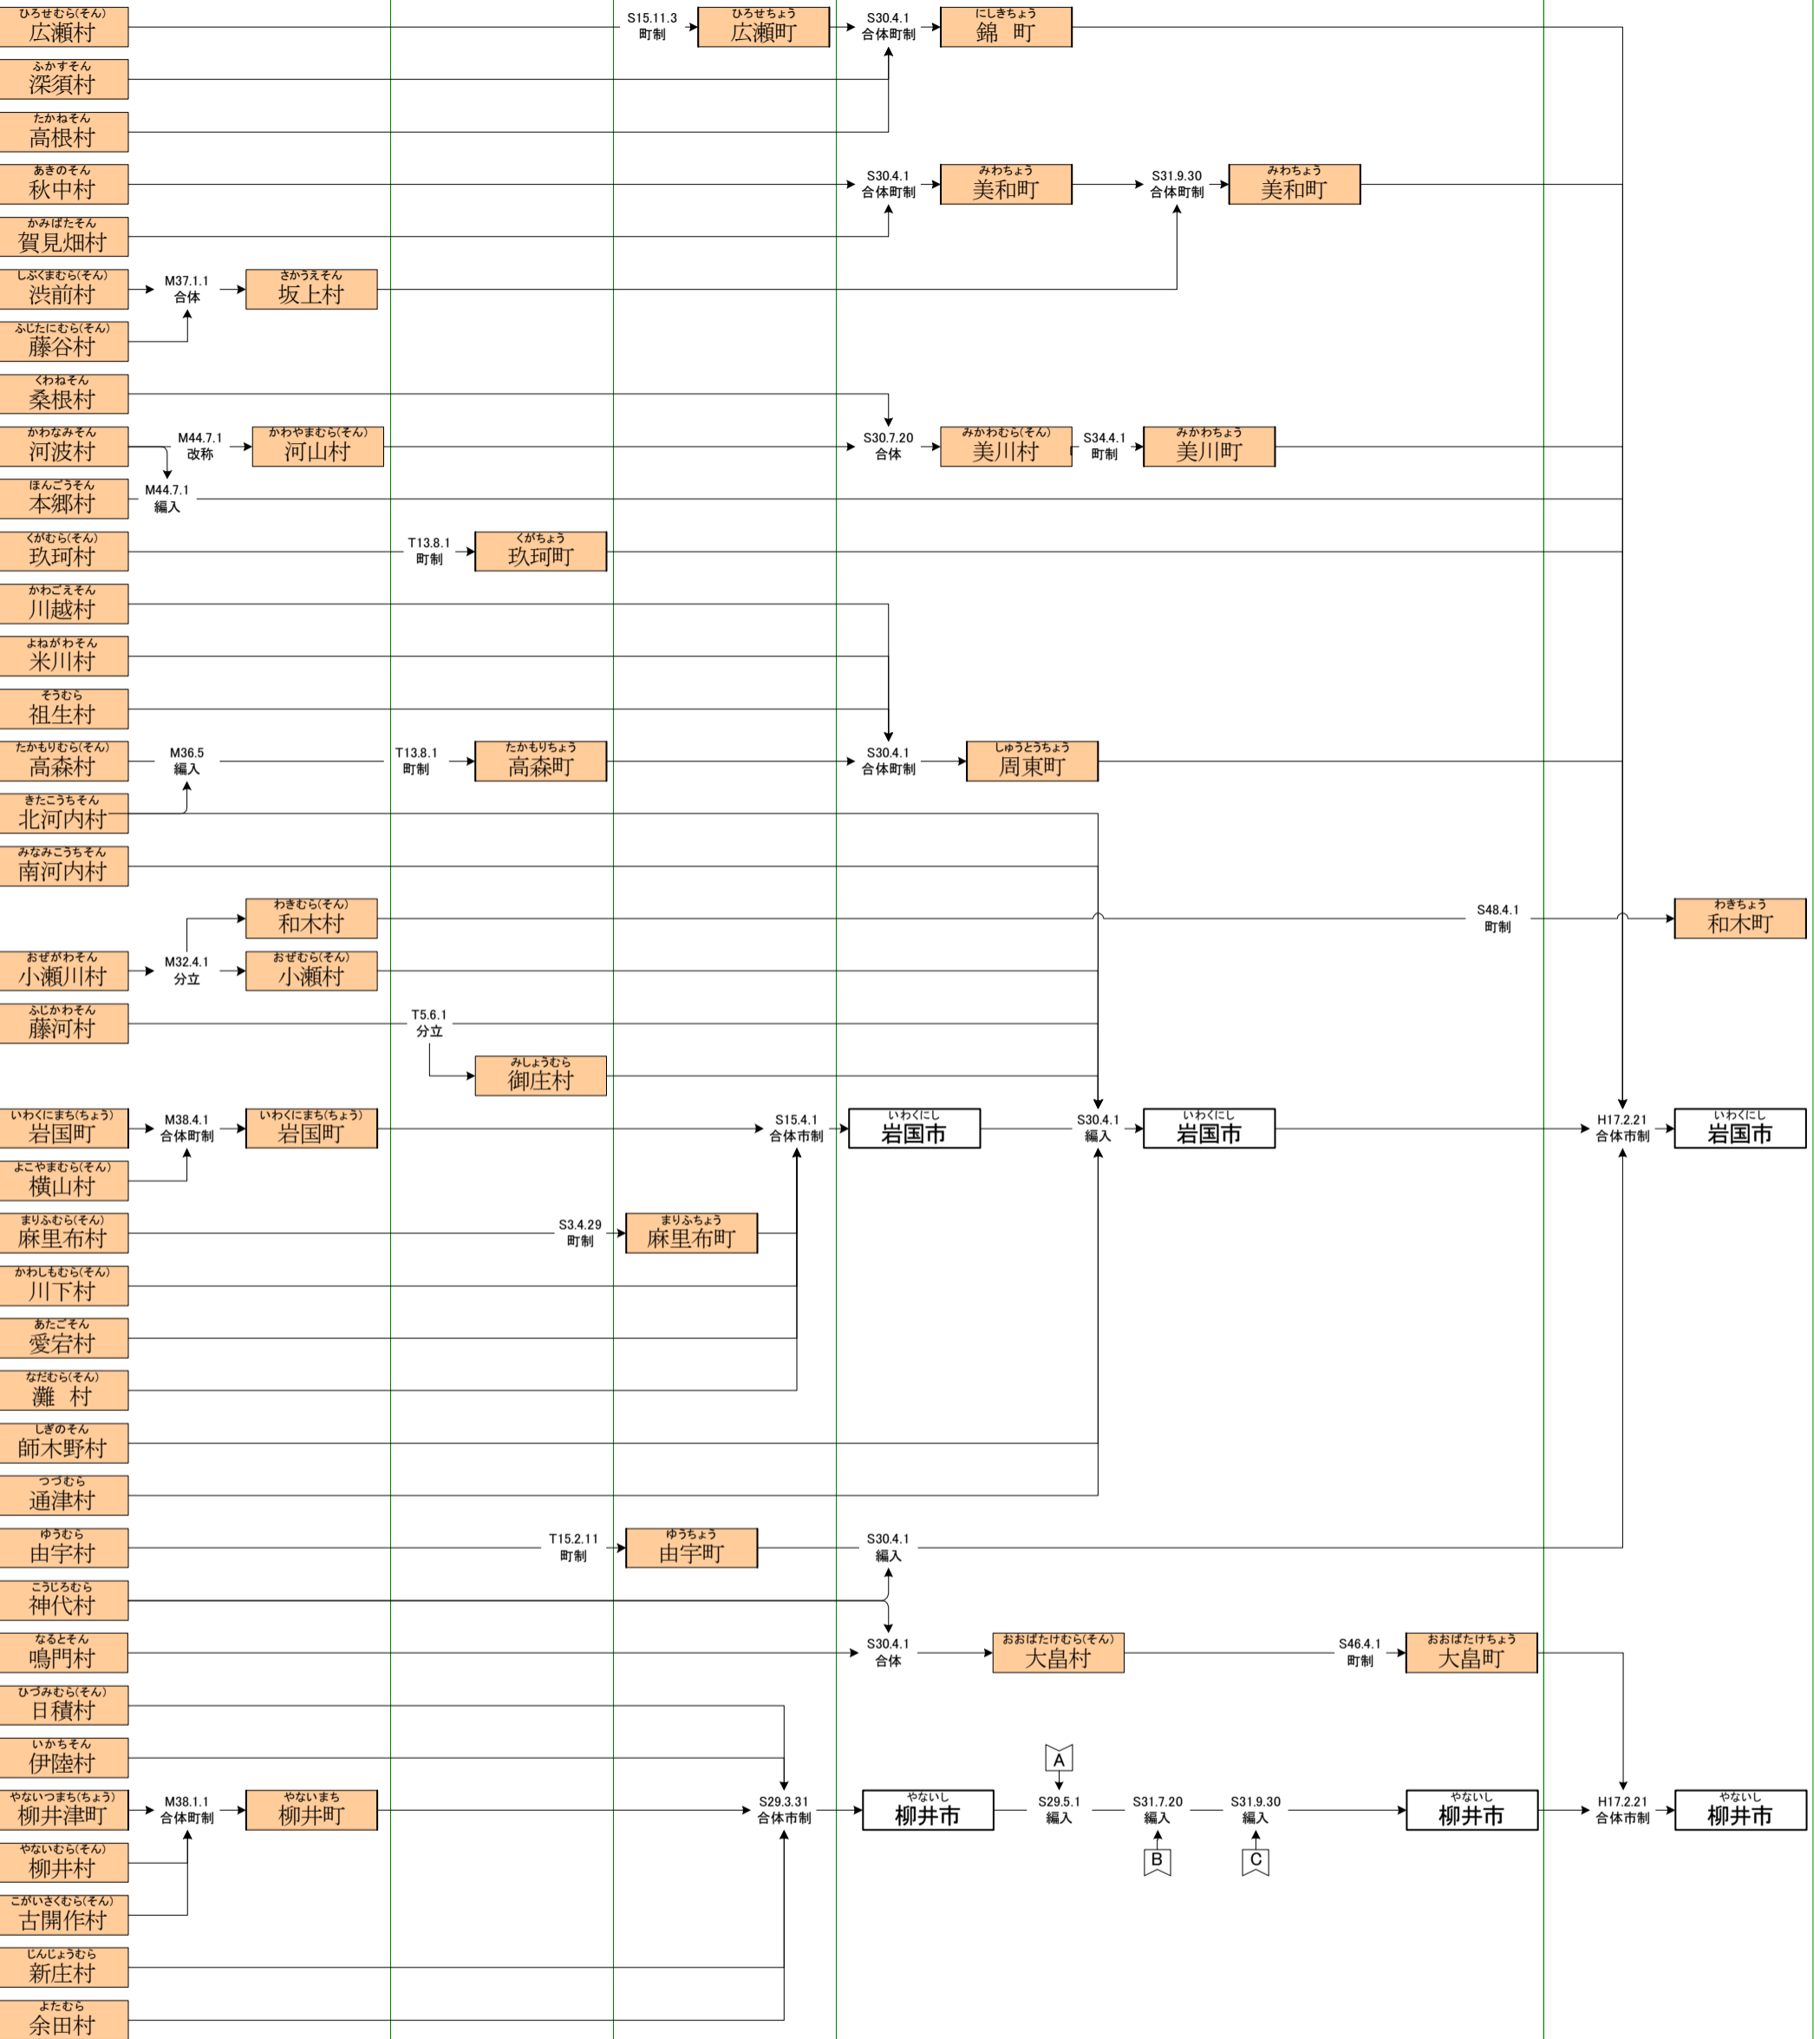 ひろせむら(そん)
広瀬村
S15.11.3
町制
ひろせちょう
広瀬町
S30.4.1
合体町制
にしきちょう
錦 町
ふかすそん
深須村
たかねそん
高根村
あきのそん
秋中村
S30.4.1
合体町制
みわちょう
美和町
S31.9.30
合体町制
みわちょう
美和町
かみばたそん
賀見畑村
しぶくまむら(そん)
渋前村
M37.1.1
合体
さかうえそん
坂上村
ふじたにむら(そん)
藤谷村
くわねそん
桑根村
かわなみそん
河波村
M44.7.1
改称
かわやまむら(そん)
河山村
S30.7.20
合体
みかわむら(そん)
美川村
S34.4.1
町制
みかわちょう
美川町
ほんごうそん
本郷村
M44.7.1
編入
くがむら(そん)
玖珂村
T13.8.1
町制
くがちょう
玖珂町
かわごえそん
川越村
よねがわそん
米川村
そうむら
祖生村
たかもりむら(そん)
高森村
M36.5
編入
T13.8.1
町制
たかもりちょう
高森町
S30.4.1
合体町制
しゅうとうちょう
周東町
きたこうちそん
北河内村
みなみこうちそん
南河内村
わきむら(そん)
和木村
S48.4.1
町制
わきちょう
和木町
おぜがわそん
小瀬川村
M32.4.1
分立
おぜむら(そん)
小瀬村
ふじかわそん
藤河村
T5.6.1
分立
みしょうむら
御庄村
いわくにまち(ちょう)
岩国町
M38.4.1
合体町制
いわくにまち(ちょう)
岩国町
S15.4.1
合体市制
いわくにし
岩国市
S30.4.1
編入
いわくにし
岩国市
H17.2.21
合体市制
いわくにし
岩国市
よこやまむら(そん)
横山村
まりふむら(そん)
麻里布村
S3.4.29
町制
まりふちょう
麻里布町
かわしもむら(そん)
川下村
あたごそん
愛宕村
なだむら(そん)
灘 村
しぎのそん
師木野村
つづむら
通津村
ゆうむら
由宇村
T15.2.11
町制
ゆうちょう
由宇町
S30.4.1
編入
こうじろむら
神代村
なるとそん
鳴門村
S30.4.1
合体
おおばたけむら(そん)
大畠村
S46.4.1
町制
おおばたけちょう
大畠町
ひづみむら(そん)
日積村
いかちそん
伊陸村
A
やないつまち(ちょう)
柳井津町
M38.1.1
合体町制
やないまち
柳井町
S29.3.31
合体市制
やないし
柳井市
S29.5.1
編入
S31.7.20
編入
S31.9.30
編入
やないし
柳井市
H17.2.21
合体市制
やないし
柳井市
やないむら(そん)
柳井村
B
C
こがいさくむら(そん)
古開作村
じんじょうむら
新庄村
よたむら
余田村